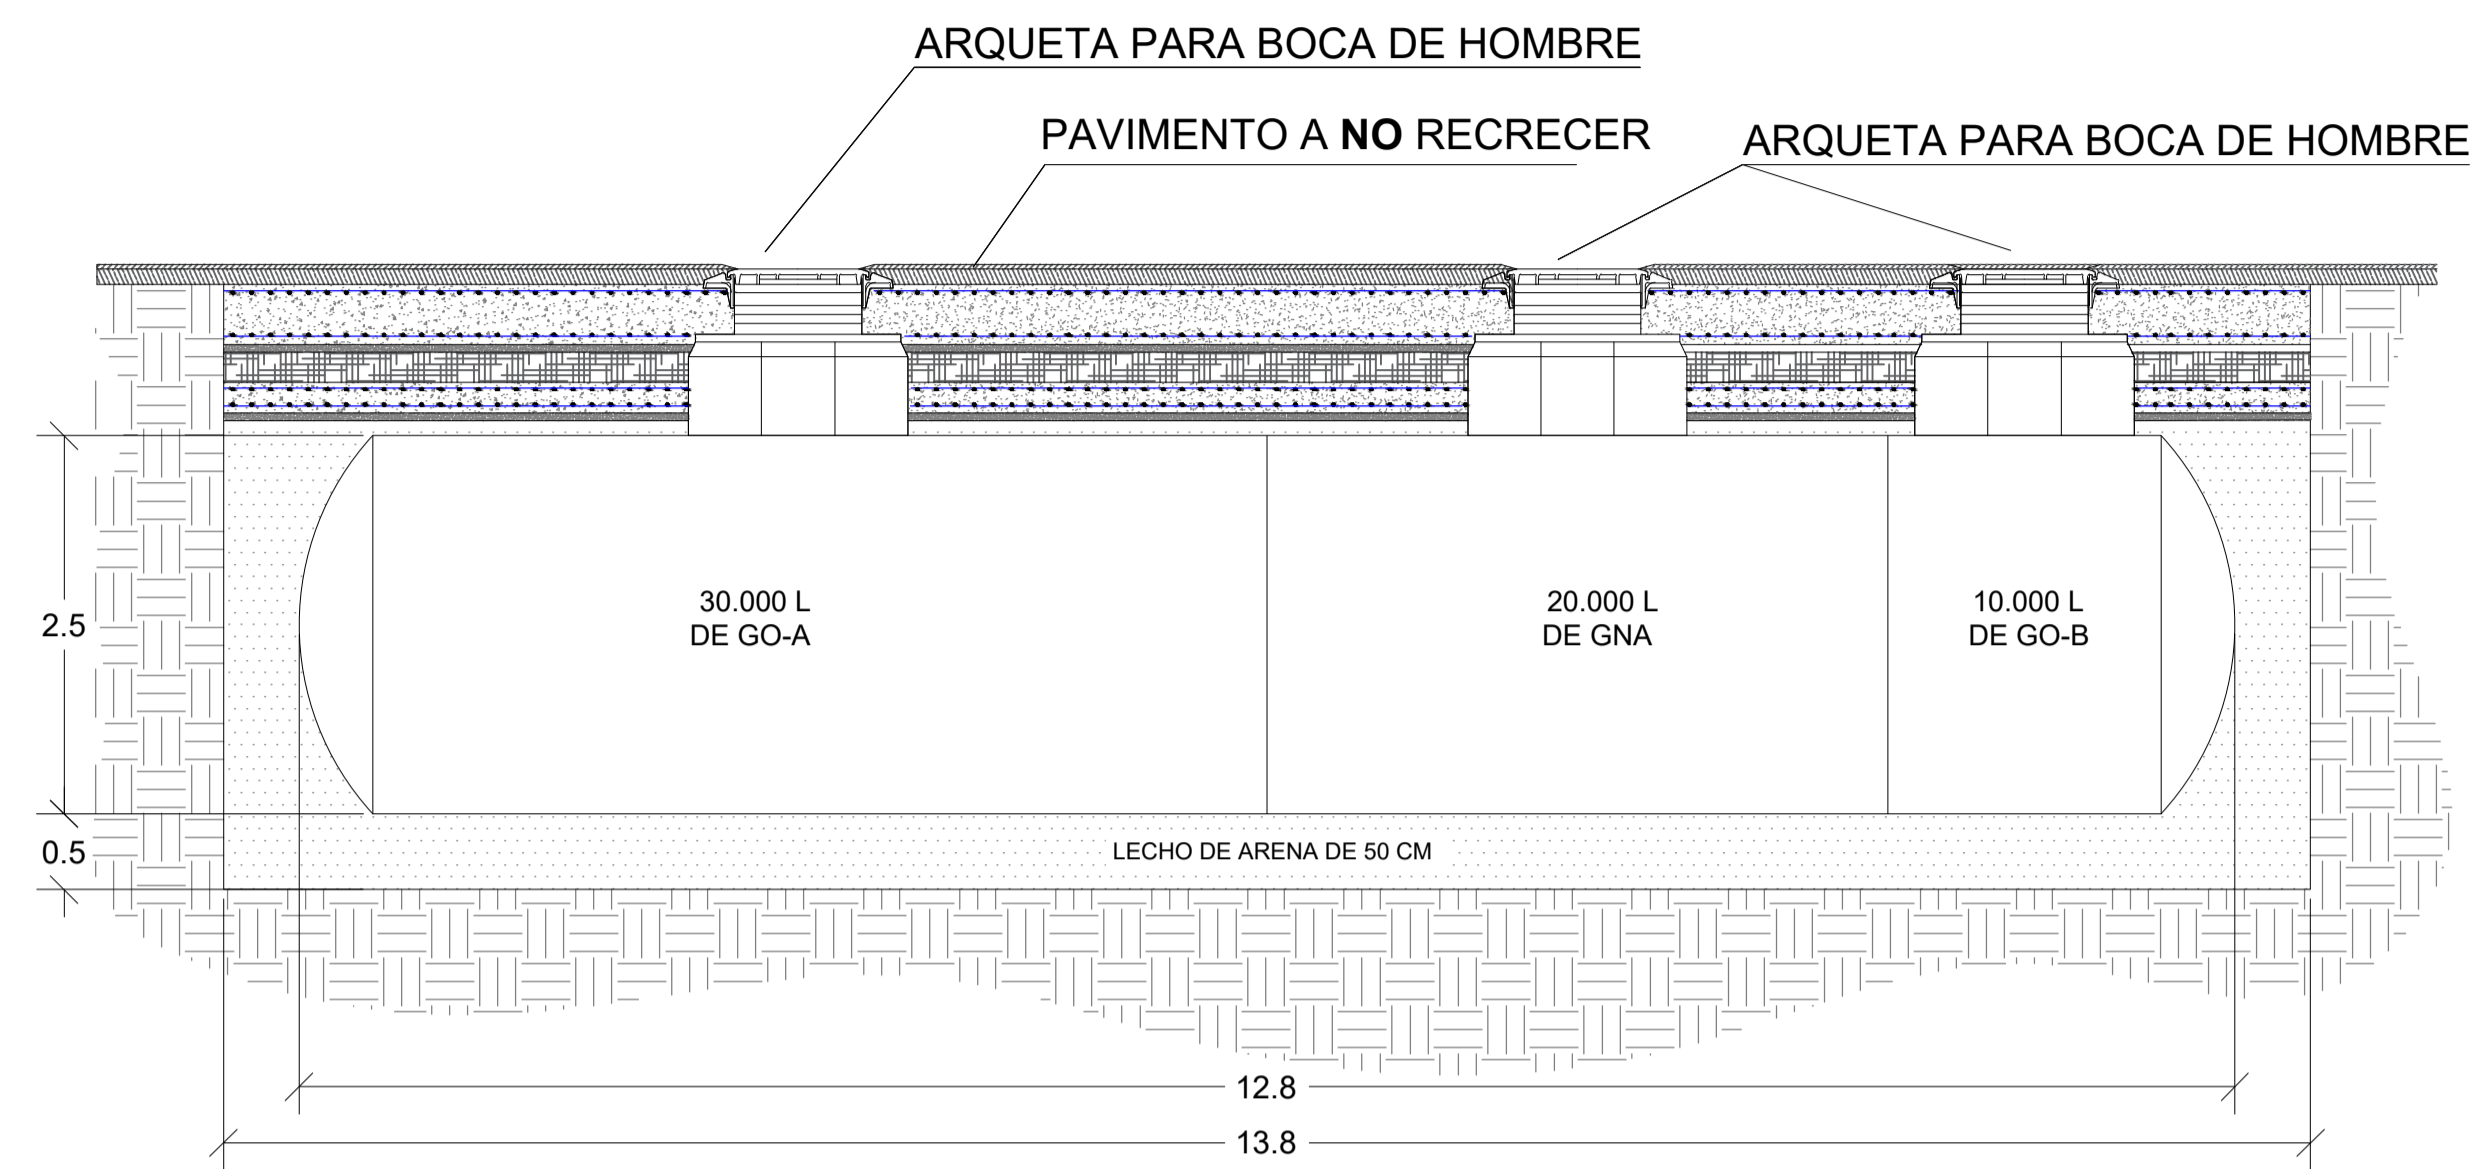 ARQUETA PARA BOCA DE HOMBRE
PAVIMENTO A NO RECRECER
ARQUETA PARA BOCA DE HOMBRE
30.000 L
DE GO-A
20.000 L
DE GNA
10.000 L
DE GO-B
2.5
0.5
LECHO DE ARENA DE 50 CM
12.8
13.8